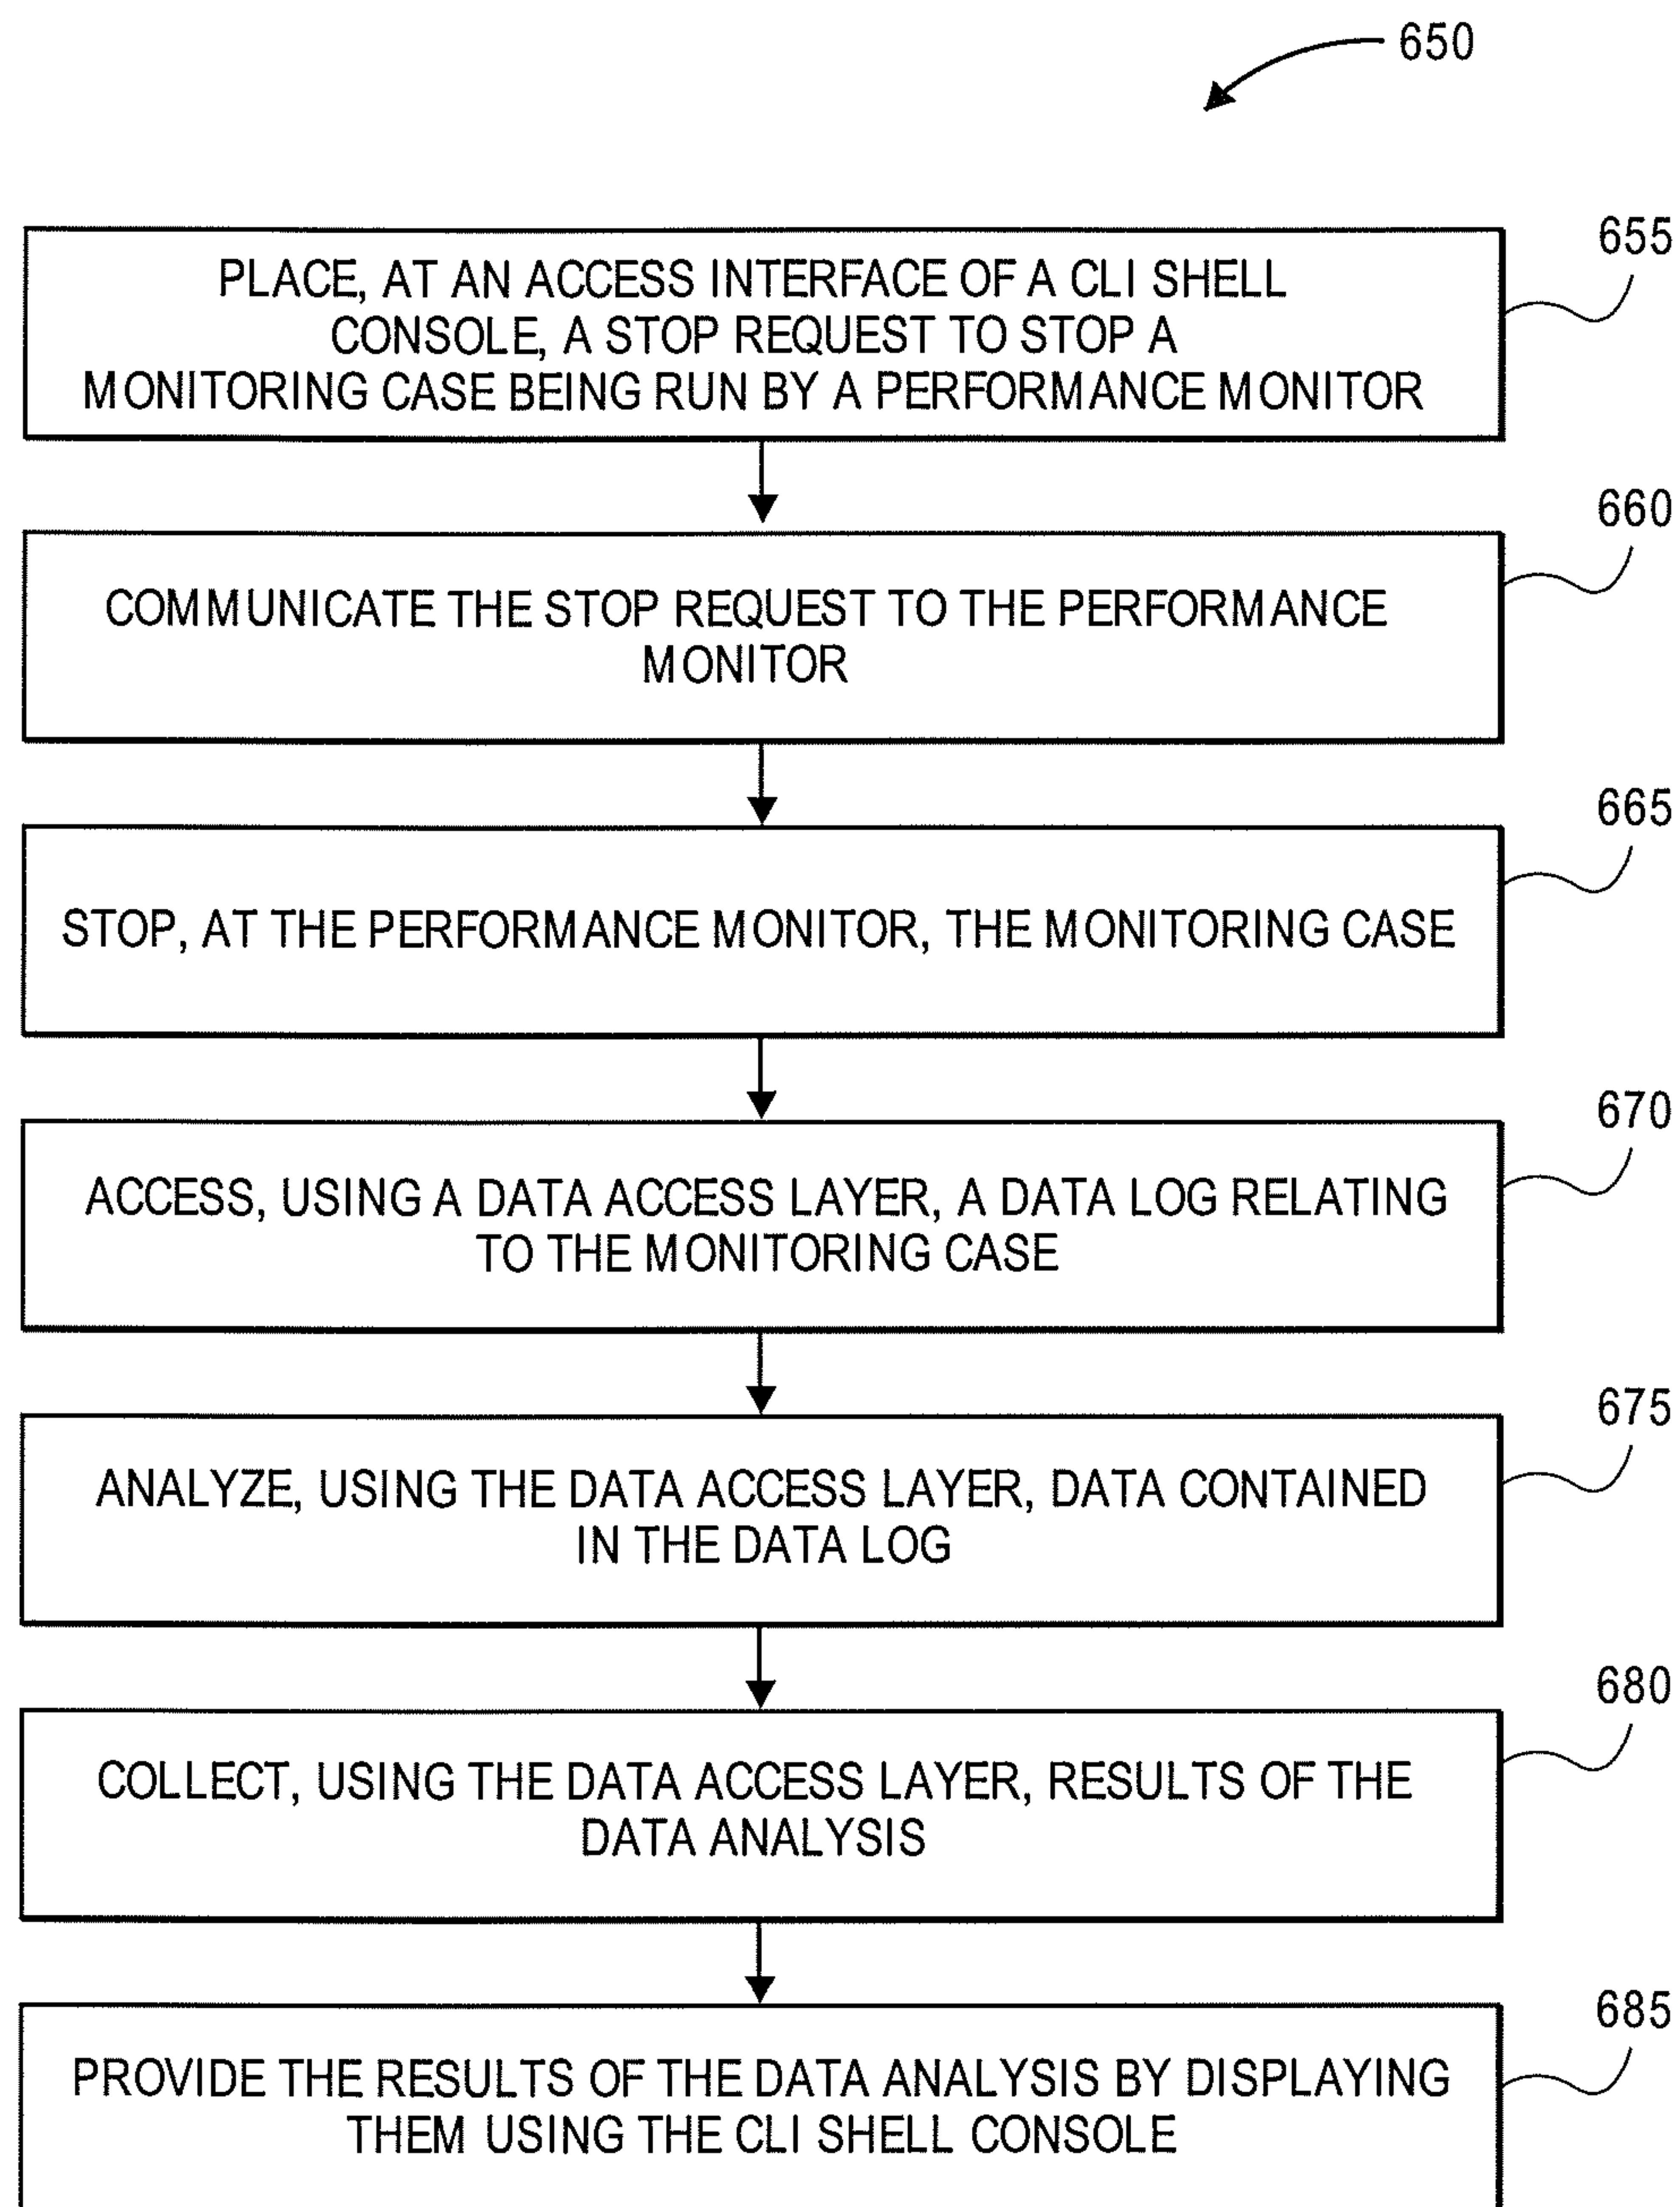 650
655
PLACE, AT AN ACCESS INTERFACE OF A CLI SHELL
CONSOLE, A STOP REQUEST TO STOP A
MONITORING CASE BEING RUN BY A PERFORMANCE MONITOR
660
COMMUNICATE THE STOP REQUEST TO THE PERFORMANCE
MONITOR
665
STOP, AT THE PERFORMANCE MONITOR, THE MONITORING CASE
670
ACCESS, USING A DATA ACCESS LAYER, A DATA LOG RELATING
TO THE MONITORING CASE
675
ANALYZE, USING THE DATA ACCESS LAYER, DATA CONTAINED
IN THE DATA LOG
680
COLLECT, USING THE DATA ACCESS LAYER, RESULTS OF THE
DATA ANALYSIS
685
PROVIDE THE RESULTS OF THE DATA ANALYSIS BY DISPLAYING
THEM USING THE CLI SHELL CONSOLE